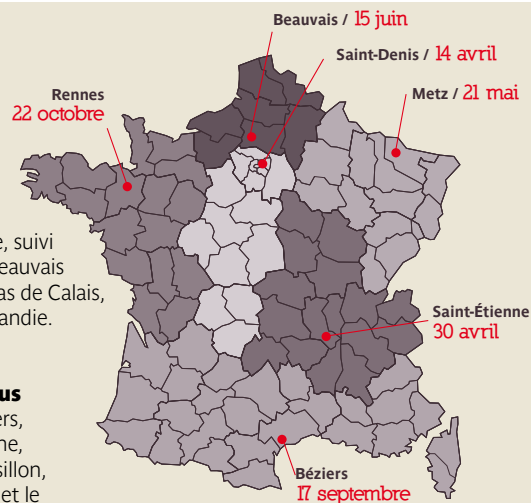 Beauvais / 15 juin
Saint-Denis / 14 avril
Metz / 21 mai
Rennes
22 octobre
, suivi
eauvais
as de Calais,
andie.
Saint-Étienne
30 avril
us
ers,
ne,
sillon,
et le
Béziers
17 septembre